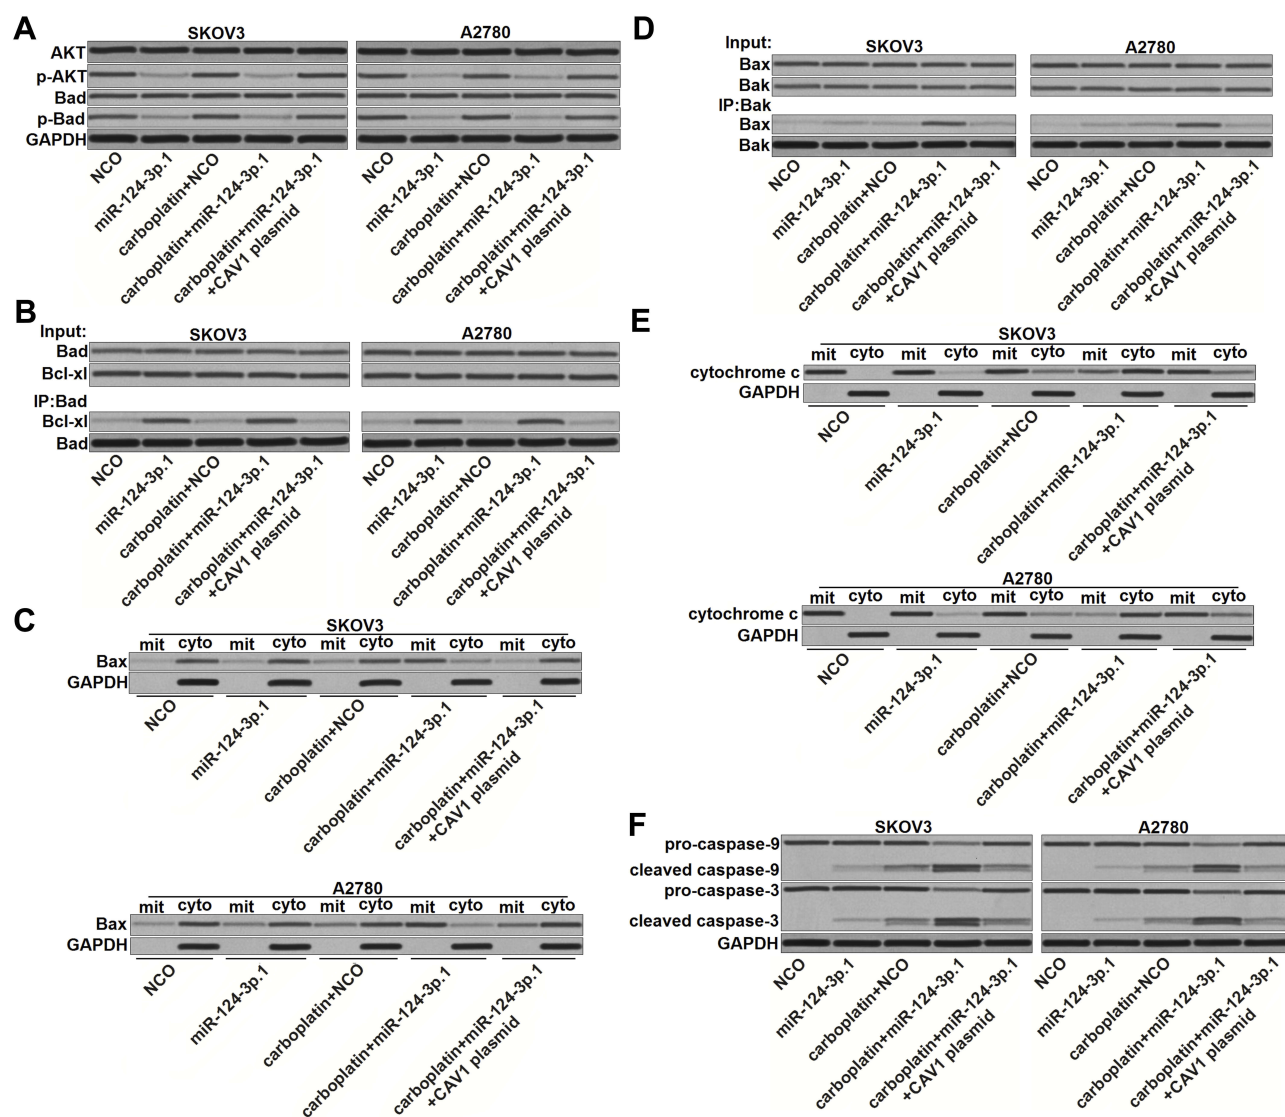 A
SKOV3
A2780
AKT
p-AKT
Bad
p-Bad
GAPDH
NCO
miR-124-3p.1
carboplatin+NCO
carboplatin+miR-124-3p.1
carboplatin+miR-124-3p.1
+CAV1 plasmid
NCO
miR-124-3p.1
carboplatin+NCO
carboplatin+miR-124-3p.1
carboplatin+miR-124-3p.1
+CAV1 plasmid
B
Input:
SKOV3
A2780
Bad
Bcl-xl
IP:Bad
Bcl-xl
Bad
NCO
miR-124-3p.1
carboplatin+NCO
carboplatin+miR-124-3p.1
carboplatin+miR-124-3p.1
+CAV1 plasmid
NCO
miR-124-3p.1
carboplatin+NCO
carboplatin+miR-124-3p.1
carboplatin+miR-124-3p.1
+CAV1 plasmid
C
SKOV3
mit cyto mit cyto mit cyto mit cyto mit cyto
Bax
GAPDH
NCO
miR-124-3p.1
carboplatin+NCO
carboplatin+miR-124-3p.1
carboplatin+miR-124-3p.1
+CAV1 plasmid
A2780
mit cyto mit cyto mit cyto mit cyto mit cyto
Bax
GAPDH
NCO
miR-124-3p.1
carboplatin+NCO
carboplatin+miR-124-3p.1
carboplatin+miR-124-3p.1
+CAV1 plasmid
D
Input:
SKOV3
A2780
Bax
Bak
IP:Bak
Bax
Bak
NCO
miR-124-3p.1
carboplatin+NCO
carboplatin+miR-124-3p.1
carboplatin+miR-124-3p.1
+CAV1 plasmid
NCO
miR-124-3p.1
carboplatin+NCO
carboplatin+miR-124-3p.1
carboplatin+miR-124-3p.1
+CAV1 plasmid
E
SKOV3
mit cyto mit cyto mit cyto mit cyto mit cyto
cytochrome c
GAPDH
NCO
miR-124-3p.1
carboplatin+NCO
carboplatin+miR-124-3p.1
carboplatin+miR-124-3p.1
+CAV1 plasmid
A2780
mit cyto mit cyto mit cyto mit cyto mit cyto
cytochrome c
GAPDH
NCO
miR-124-3p.1
carboplatin+NCO
carboplatin+miR-124-3p.1
carboplatin+miR-124-3p.1
+CAV1 plasmid
F
SKOV3
A2780
pro-caspase-9
cleaved caspase-9
pro-caspase-3
cleaved caspase-3
GAPDH
NCO
miR-124-3p.1
carboplatin+NCO
carboplatin+miR-124-3p.1
carboplatin+miR-124-3p.1
+CAV1 plasmid
NCO
miR-124-3p.1
carboplatin+NCO
carboplatin+miR-124-3p.1
carboplatin+miR-124-3p.1
+CAV1 plasmid